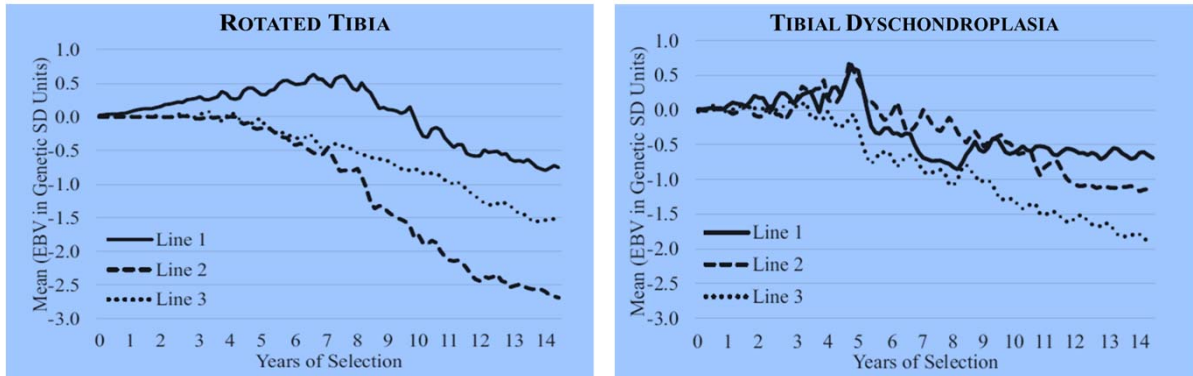 ROTATED TIBIA
Mean (EBV in Genetic SD Units)
1.0
0.5
0.0
-0.5
-1.0
-1.5
-2.0
-2.5
-3.0
Line 1
Line 2
Line 3
0 1 2 3 4 5 6 7 8 9 10 11 12 13 14
Years of Selection
TIBIAL DYSCHONDROPLASIA
Mean (EBV in Genetic SD Units)
1.0
0.5
0.0
-0.5
-1.0
-1.5
-2.0
-2.5
-3.0
Line 1
Line 2
Line 3
0 1 2 3 4 5 6 7 8 9 10 11 12 13 14
Years of Selection